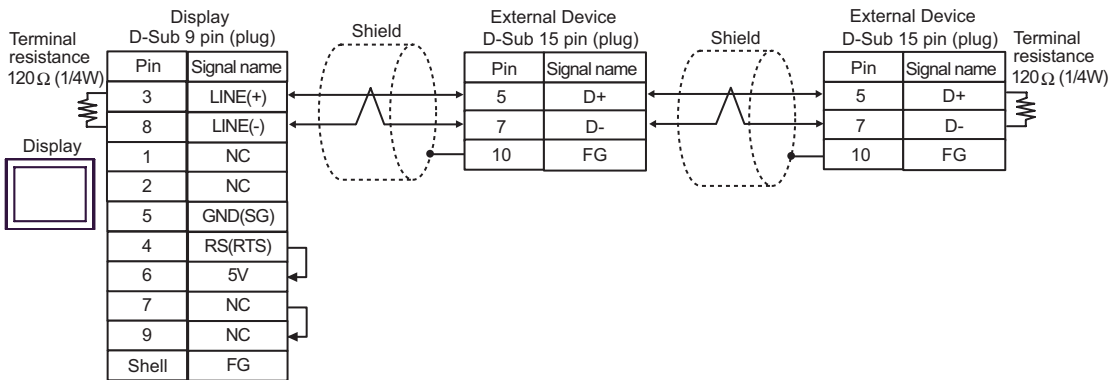 Display
D-Sub 9 pin (plug)
Terminal
resistance
120Ω (1/4W)
Pin Signal name
3 LINE(+)
8 LINE(-)
1 NC
2 NC
5 GND(SG)
4 RS(RTS)
6 5V
7 NC
9 NC
Shell FG
Display
Shield
External Device
D-Sub 15 pin (plug)
Pin Signal name
5 D+
7 D-
10 FG
Shield
External Device
D-Sub 15 pin (plug)
Pin Signal name
5 D+
7 D-
10 FG
Terminal
resistance
120Ω (1/4W)